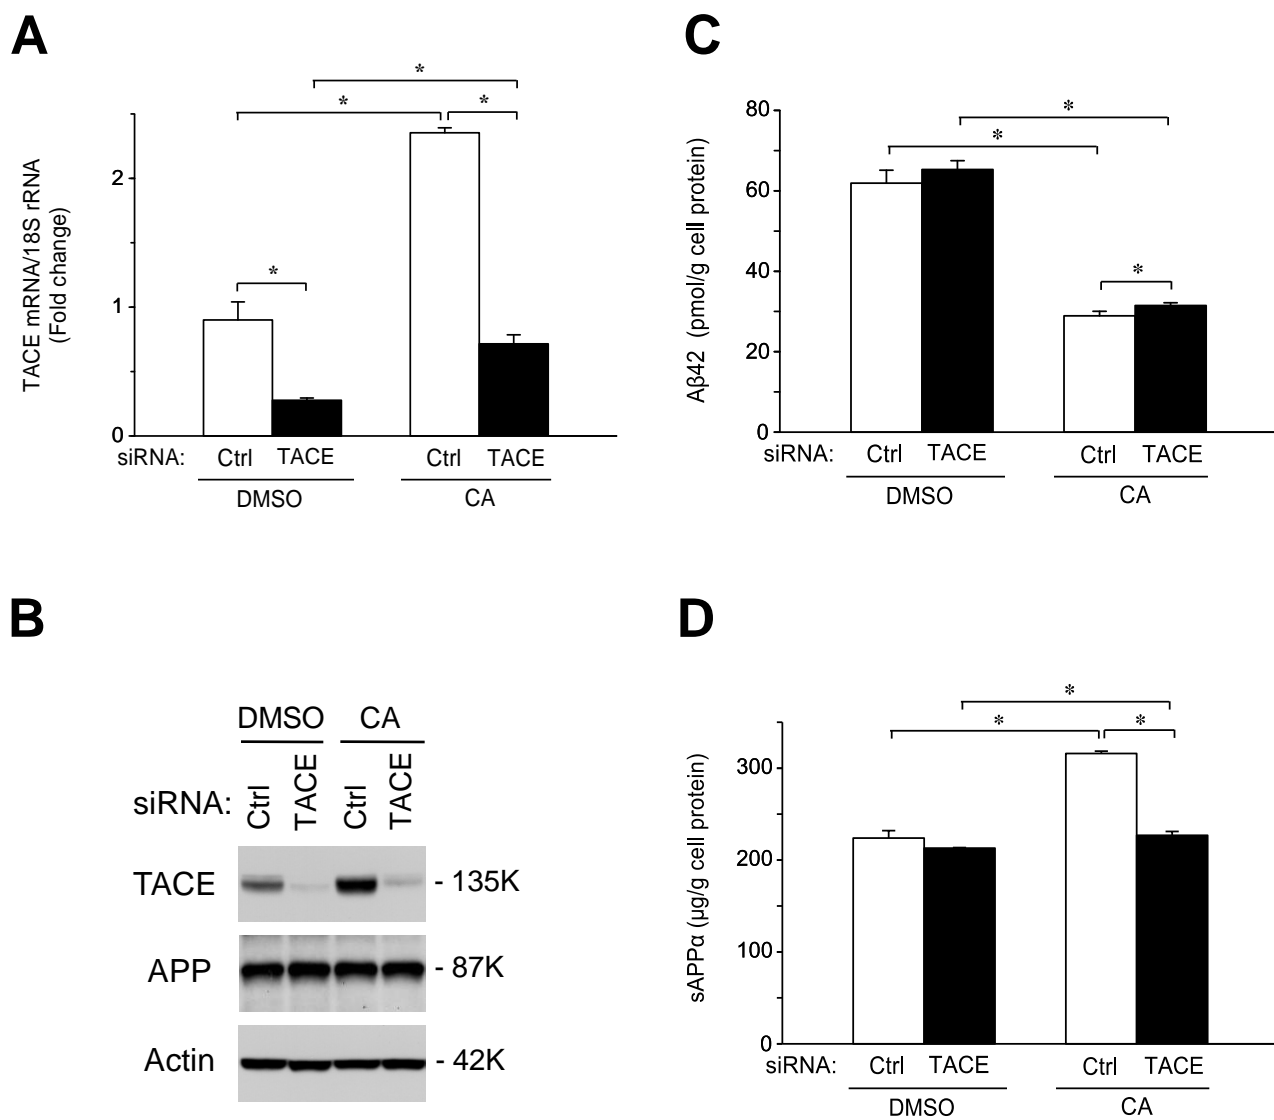 A
TACE mRNA/18S rRNA
(Fold change)
2
1
0
*
*
*
*
siRNA: Ctrl TACE Ctrl TACE
DMSO CA
B
DMSO CA
siRNA: Ctrl TACE Ctrl TACE
TACE - 135K
APP - 87K
Actin - 42K
C
Aβ42 (pmol/g cell protein)
80
60
40
20
0
*
*
*
siRNA: Ctrl TACE Ctrl TACE
DMSO CA
D
sAPPα (µg/g cell protein)
300
200
100
0
*
*
*
siRNA: Ctrl TACE Ctrl TACE
DMSO CA